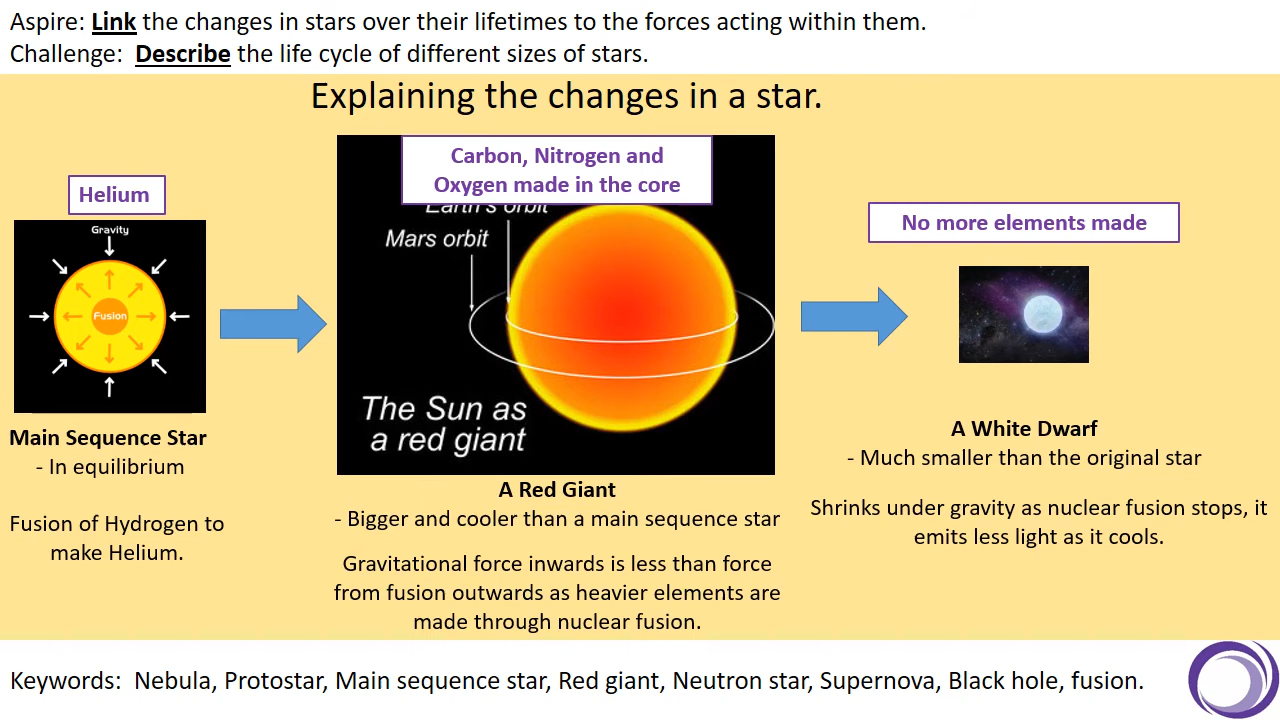 Aspire: Link the changes in stars over their lifetimes to the forces acting within them.
Challenge: Describe the life cycle of different sizes of stars.
Explaining the changes in a star.
Helium
Gravity
Fusion
Main Sequence Star
- In equilibrium
Fusion of Hydrogen to
make Helium.
Carbon, Nitrogen and
Oxygen made in the core
Earth's orbit
Mars orbit
The Sun as
a red giant
A Red Giant
- Bigger and cooler than a main sequence star
Gravitational force inwards is less than force
from fusion outwards as heavier elements are
made through nuclear fusion.
No more elements made
A White Dwarf
- Much smaller than the original star
Shrinks under gravity as nuclear fusion stops, it
emits less light as it cools.
Keywords: Nebula, Protostar, Main sequence star, Red giant, Neutron star, Supernova, Black hole, fusion.